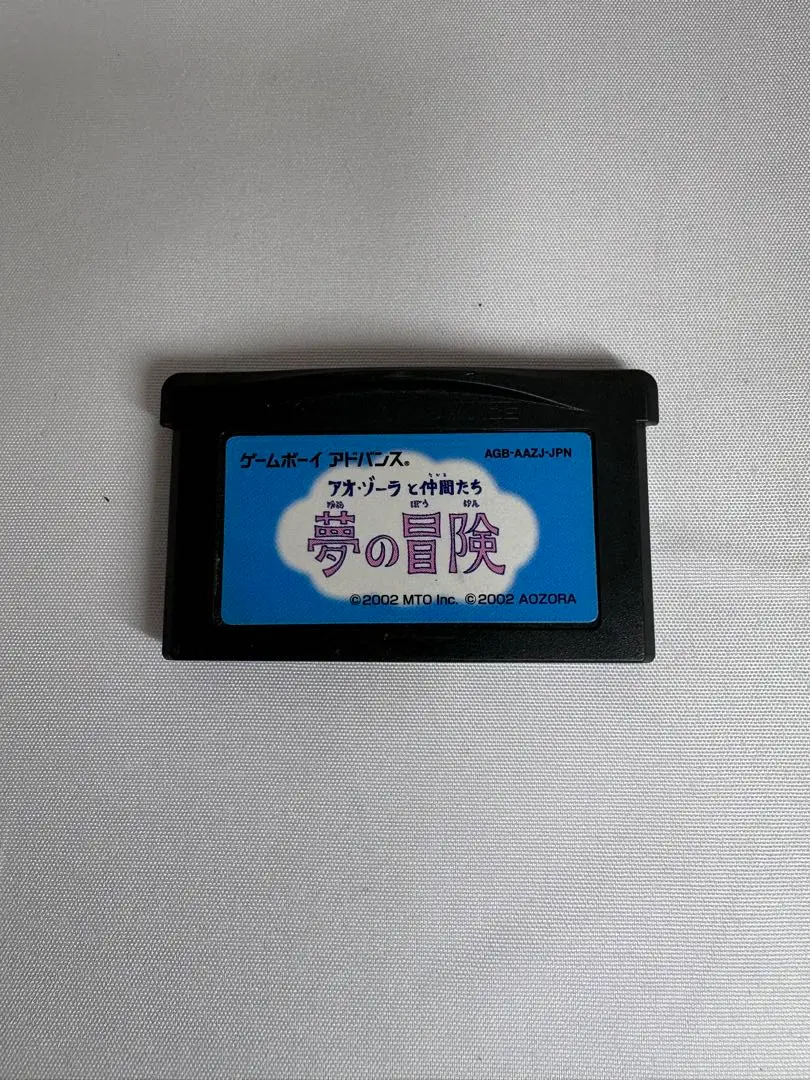 ゲームボーイ アドバンス®
AGB-AAZJ-JPN
アオ・ゾーラと仲間たち
夢の冒険
©2002 MTO Inc. ©2002 AOZORA